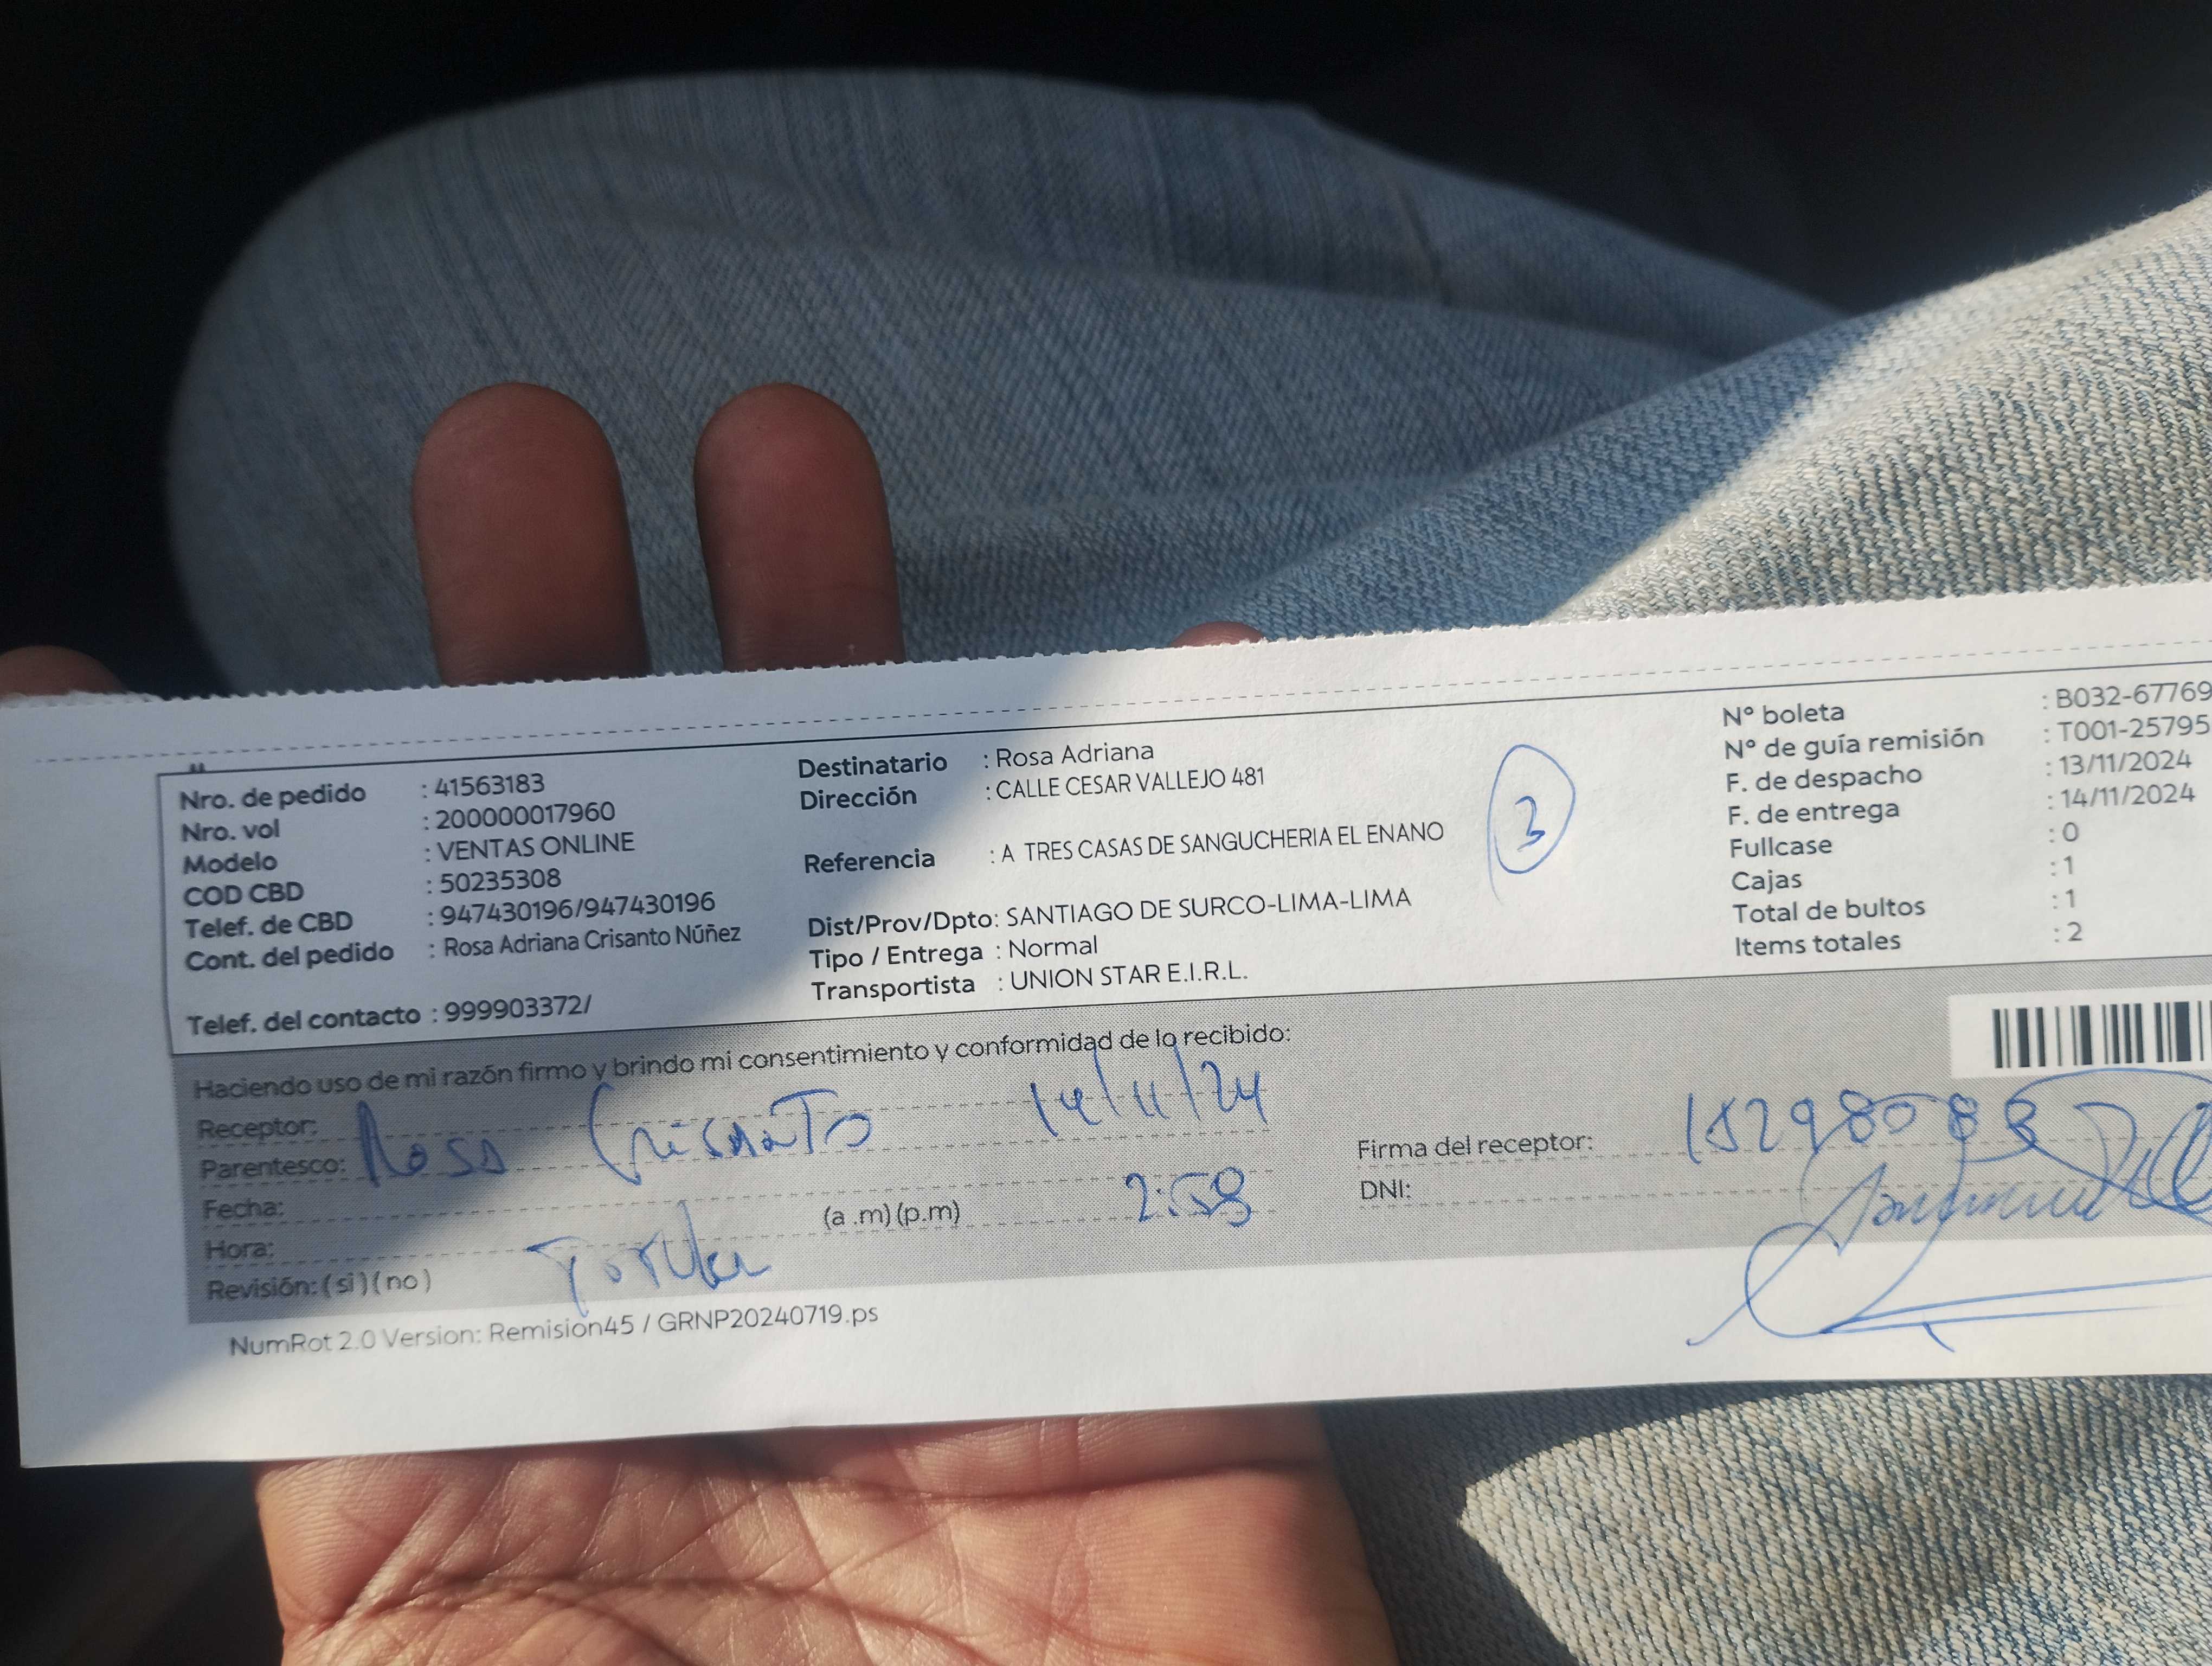 Nro. de pedido : 41563183
Nro. vol : 200000017960
Modelo : VENTAS ONLINE
COD CBD : 50235308
Telef. de CBD : 947430196/947430196
Cont. del pedido : Rosa Adriana Crisanto Núñez
Telef. del contacto : 999903372/
Destinatario : Rosa Adriana
Dirección : CALLE CESAR VALLEJO 481
Referencia : A TRES CASAS DE SANGUCHERIA EL ENANO
Dist/Prov/Dpto: SANTIAGO DE SURCO-LIMA-LIMA
Tipo / Entrega : Normal
Transportista : UNION STAR E.I.R.L.
3
Nº boleta : B032-67769
Nº de guía remisión : T001-25795
F. de despacho : 13/11/2024
F. de entrega : 14/11/2024
Fullcase : 0
Cajas : 1
Total de bultos : 1
Items totales : 2
Haciendo uso de mi razón firmo y brindo mi consentimiento y conformidad de lo recibido:
Receptor:
Parentesco: Rosa Crisanto 14/11/24
Fecha:
Hora: (a .m)(p.m) 2:58
Revisión: (si)(no)
Firma del receptor:
DNI:
NumRot 2.0 Version: Remision45 / GRNP20240719.ps